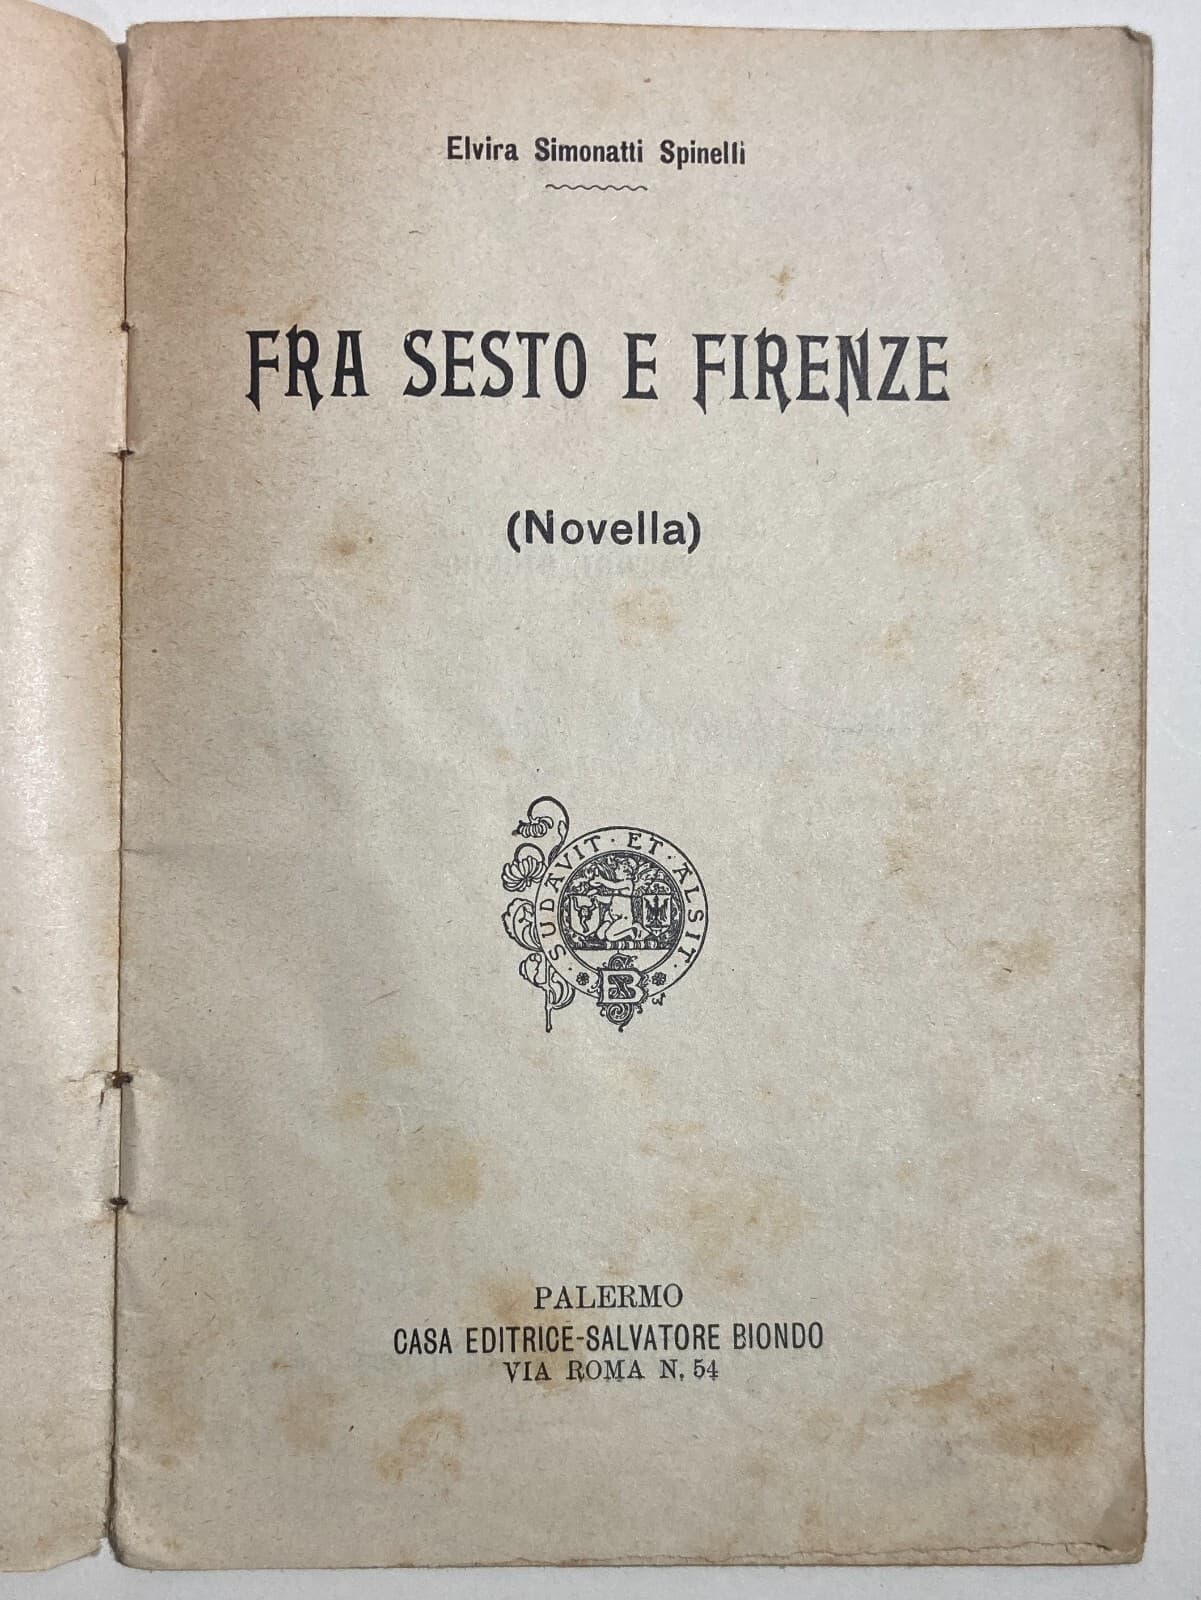 Elvira Simonatti Spinelli
FRA SESTO E FIRENZE
(Novella)
· SUDAVIT · ET · ALSIT ·
B
PALERMO
CASA EDITRICE-SALVATORE BIONDO
VIA ROMA N. 54